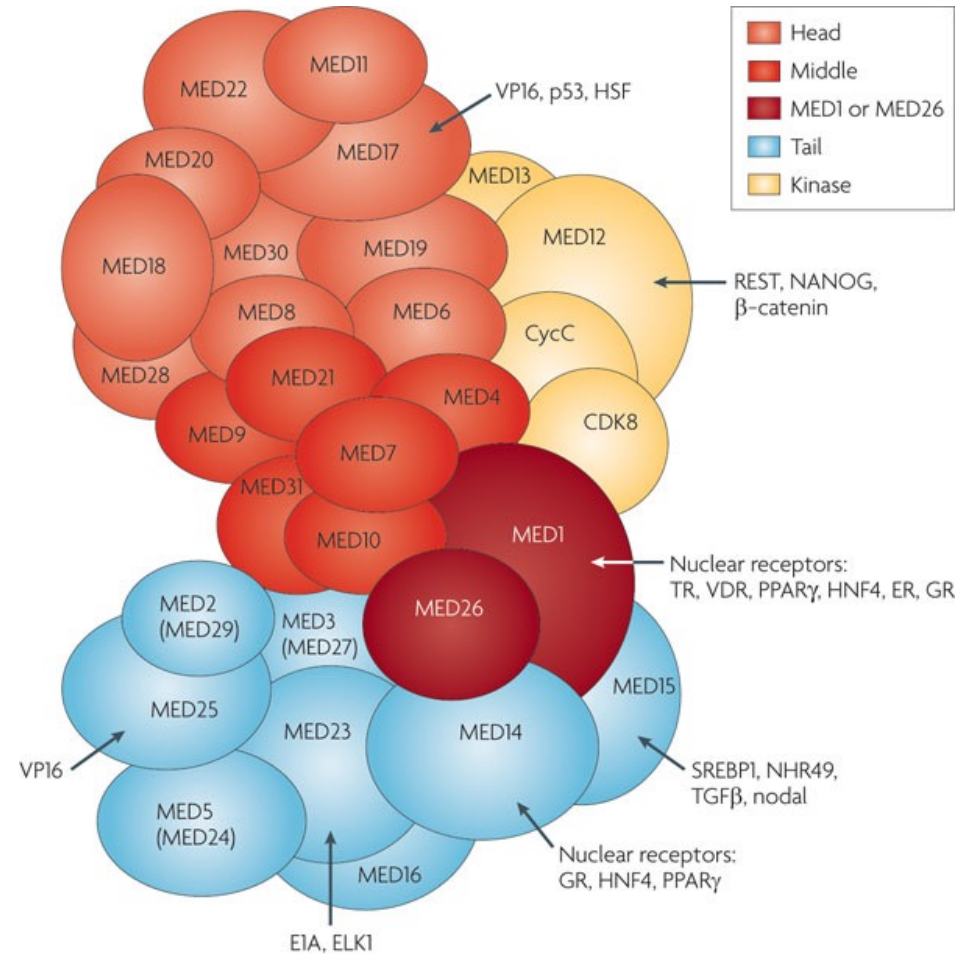 Head
Middle
MED1 or MED26
Tail
Kinase
MED11
MED22
VP16, p53, HSF
MED17
MED20
MED13
MED12
MED30
MED19
MED18
REST, NANOG,
β-catenin
MED8
MED6
CycC
MED28
MED21
MED4
CDK8
MED9
MED7
MED31
MED10
MED1
Nuclear receptors:
TR, VDR, PPARγ, HNF4, ER, GR
MED2
(MED29)
MED3
(MED27)
MED26
MED15
MED25
MED23
MED14
VP16
SREBP1, NHR49,
TGFβ, nodal
MED5
(MED24)
Nuclear receptors:
GR, HNF4, PPARγ
MED16
E1A, ELK1